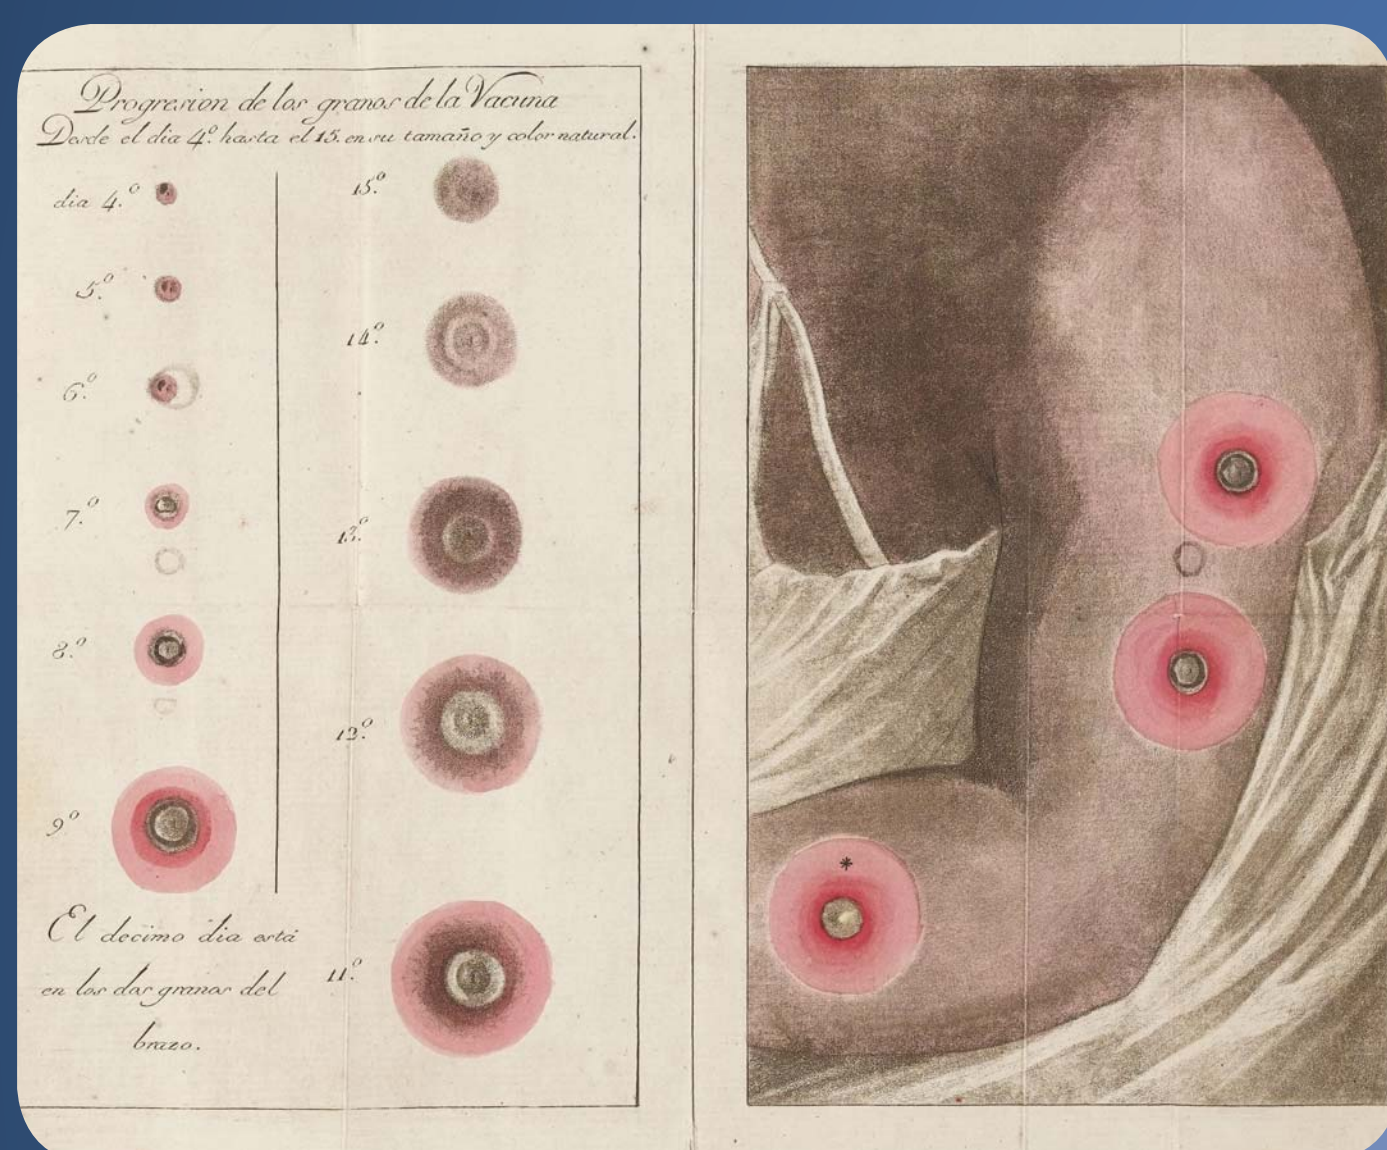 Progresion de los granos de la Vacuna
Desde el dia 4.º hasta el 15. en su tamaño y color natural.
dia 4.º
5.º
6.º
7.º
8.º
9º
El decimo dia está
en los dos granos del
brazo.
15.º
14.º
13.º
12.º
11.º
*